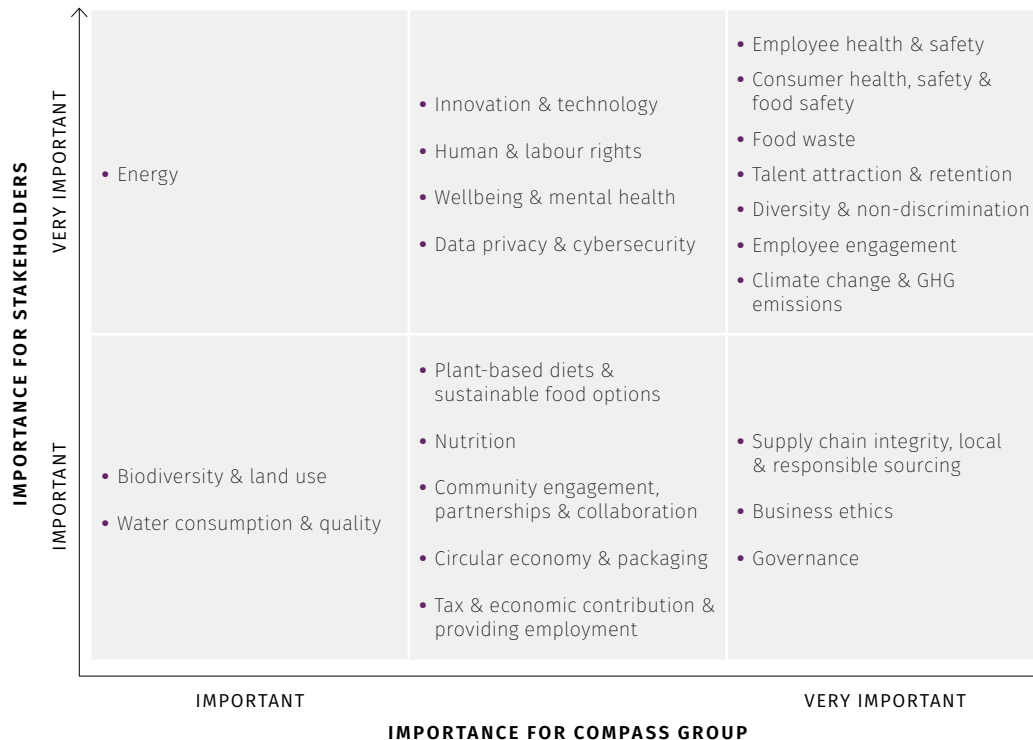 IMPORTANCE FOR STAKEHOLDERS
VERY IMPORTANT
• Energy
• Innovation & technology
• Human & labour rights
• Wellbeing & mental health
• Data privacy & cybersecurity
• Employee health & safety
• Consumer health, safety &
food safety
• Food waste
• Talent attraction & retention
• Diversity & non-discrimination
• Employee engagement
• Climate change & GHG
emissions
IMPORTANT
• Biodiversity & land use
• Water consumption & quality
• Plant-based diets &
sustainable food options
• Nutrition
• Community engagement,
partnerships & collaboration
• Circular economy & packaging
• Tax & economic contribution &
providing employment
• Supply chain integrity, local
& responsible sourcing
• Business ethics
• Governance
IMPORTANT
VERY IMPORTANT
IMPORTANCE FOR COMPASS GROUP